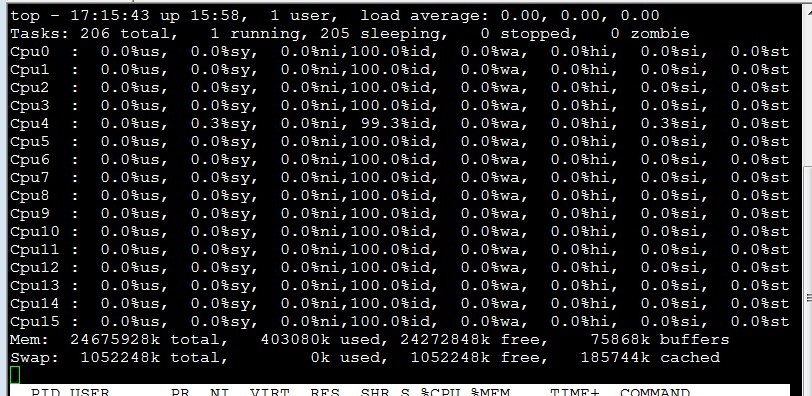 top - 17:15:43 up 15:58,  1 user,  load average: 0.00, 0.00, 0.00
Tasks: 206 total,   1 running, 205 sleeping,   0 stopped,   0 zombie
Cpu0  :  0.0%us,  0.0%sy,  0.0%ni,100.0%id,  0.0%wa,  0.0%hi,  0.0%si,  0.0%st
Cpu1  :  0.0%us,  0.0%sy,  0.0%ni,100.0%id,  0.0%wa,  0.0%hi,  0.0%si,  0.0%st
Cpu2  :  0.0%us,  0.0%sy,  0.0%ni,100.0%id,  0.0%wa,  0.0%hi,  0.0%si,  0.0%st
Cpu3  :  0.0%us,  0.0%sy,  0.0%ni,100.0%id,  0.0%wa,  0.0%hi,  0.0%si,  0.0%st
Cpu4  :  0.0%us,  0.3%sy,  0.0%ni, 99.3%id,  0.0%wa,  0.0%hi,  0.3%si,  0.0%st
Cpu5  :  0.0%us,  0.0%sy,  0.0%ni,100.0%id,  0.0%wa,  0.0%hi,  0.0%si,  0.0%st
Cpu6  :  0.0%us,  0.0%sy,  0.0%ni,100.0%id,  0.0%wa,  0.0%hi,  0.0%si,  0.0%st
Cpu7  :  0.0%us,  0.0%sy,  0.0%ni,100.0%id,  0.0%wa,  0.0%hi,  0.0%si,  0.0%st
Cpu8  :  0.0%us,  0.0%sy,  0.0%ni,100.0%id,  0.0%wa,  0.0%hi,  0.0%si,  0.0%st
Cpu9  :  0.0%us,  0.0%sy,  0.0%ni,100.0%id,  0.0%wa,  0.0%hi,  0.0%si,  0.0%st
Cpu10 :  0.0%us,  0.0%sy,  0.0%ni,100.0%id,  0.0%wa,  0.0%hi,  0.0%si,  0.0%st
Cpu11 :  0.0%us,  0.0%sy,  0.0%ni,100.0%id,  0.0%wa,  0.0%hi,  0.0%si,  0.0%st
Cpu12 :  0.0%us,  0.0%sy,  0.0%ni,100.0%id,  0.0%wa,  0.0%hi,  0.0%si,  0.0%st
Cpu13 :  0.0%us,  0.0%sy,  0.0%ni,100.0%id,  0.0%wa,  0.0%hi,  0.0%si,  0.0%st
Cpu14 :  0.0%us,  0.0%sy,  0.0%ni,100.0%id,  0.0%wa,  0.0%hi,  0.0%si,  0.0%st
Cpu15 :  0.0%us,  0.0%sy,  0.0%ni,100.0%id,  0.0%wa,  0.0%hi,  0.0%si,  0.0%st
Mem:  24675928k total,   403080k used, 24272848k free,    75868k buffers
Swap:  1052248k total,        0k used,  1052248k free,   185744k cached
PID USER      PR  NI  VIRT  RES  SHR S %CPU %MEM    TIME+  COMMAND